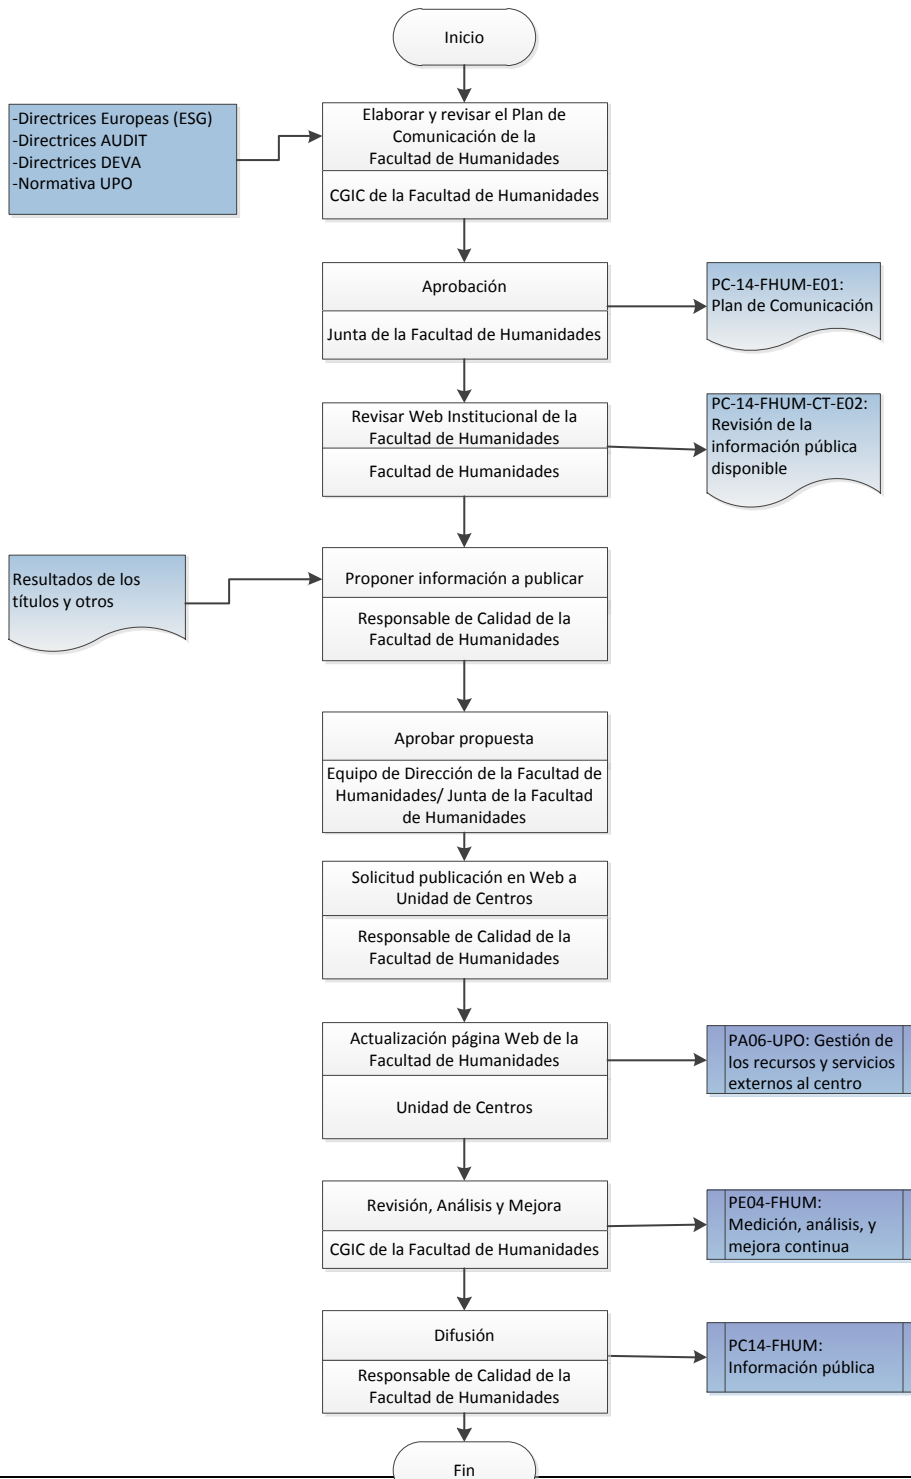 Inicio
-Directrices Europeas (ESG)
-Directrices AUDIT
-Directrices DEVA
-Normativa UPO
Elaborar y revisar el Plan de
Comunicación de la
Facultad de Humanidades
CGIC de la Facultad de Humanidades
Aprobación
Junta de la Facultad de Humanidades
PC-14-FHUM-E01:
Plan de Comunicación
Revisar Web Institucional de la
Facultad de Humanidades
Facultad de Humanidades
PC-14-FHUM-CT-E02:
Revisión de la
información pública
disponible
Resultados de los
títulos y otros
Proponer información a publicar
Responsable de Calidad de la
Facultad de Humanidades
Aprobar propuesta
Equipo de Dirección de la Facultad de
Humanidades/ Junta de la Facultad
de Humanidades
Solicitud publicación en Web a
Unidad de Centros
Responsable de Calidad de la
Facultad de Humanidades
Actualización página Web de la
Facultad de Humanidades
Unidad de Centros
PA06-UPO: Gestión de
los recursos y servicios
externos al centro
Revisión, Análisis y Mejora
CGIC de la Facultad de Humanidades
PE04-FHUM:
Medición, análisis, y
mejora continua
Difusión
Responsable de Calidad de la
Facultad de Humanidades
PC14-FHUM:
Información pública
Fin